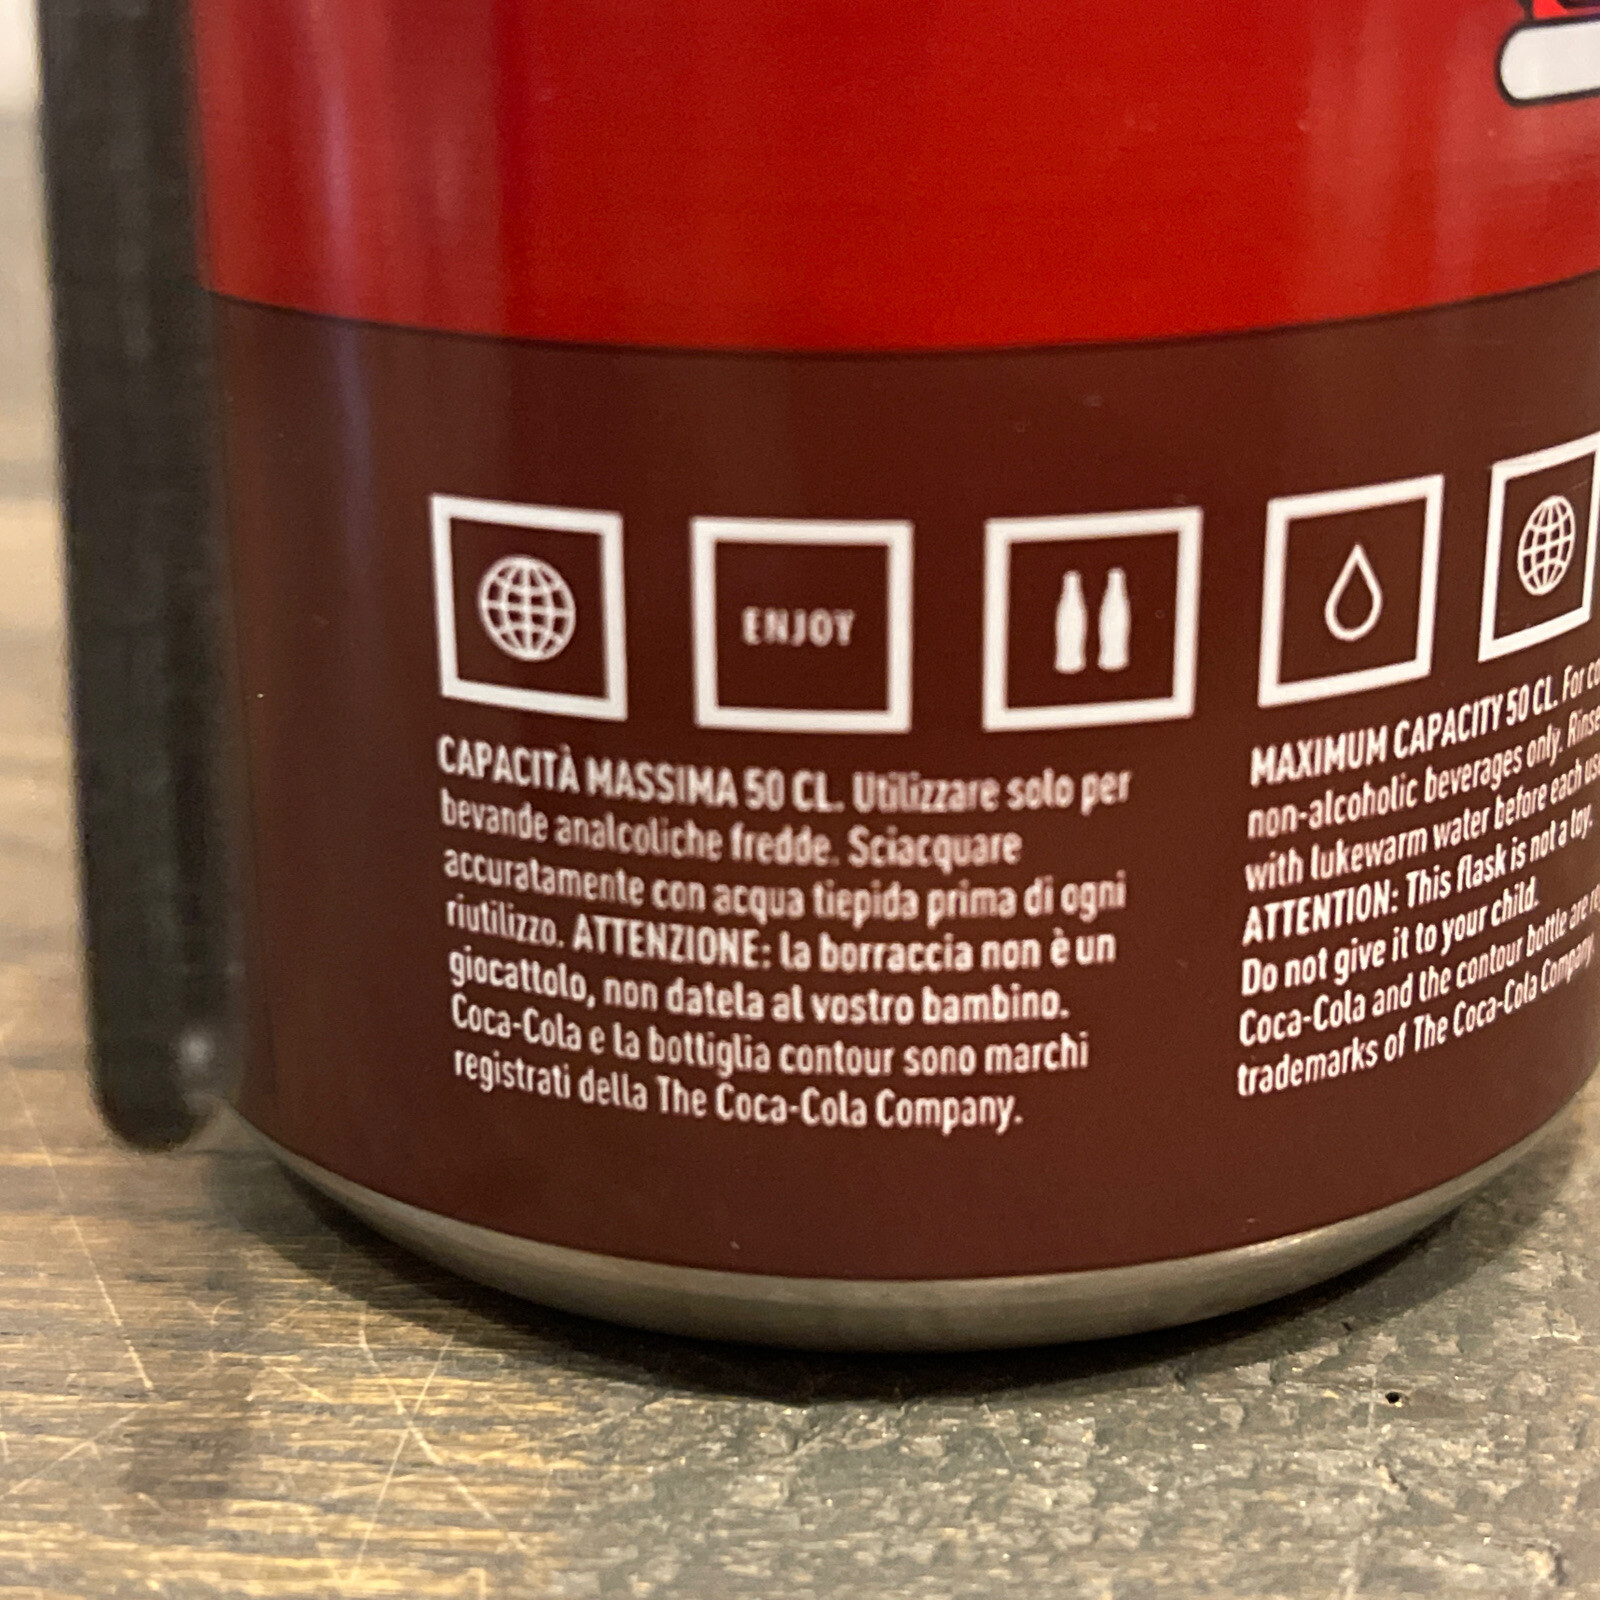 ENJOY
CAPACITÀ MASSIMA 50 CL. Utilizzare solo per
bevande analcoliche fredde. Sciacquare
accuratamente con acqua tiepida prima di ogni
riutilizzo. ATTENZIONE: la borraccia non è un
giocattolo, non datela al vostro bambino.
Coca-Cola e la bottiglia contour sono marchi
registrati della The Coca-Cola Company.
MAXIMUM CAPACITY 50 CL. For
non-alcoholic beverages only. Rinse
with lukewarm water before each
ATTENTION: This flask is not a toy.
Do not give it to your child.
Coca-Cola and the contour bottle are
trademarks of The Coca-Cola Company.